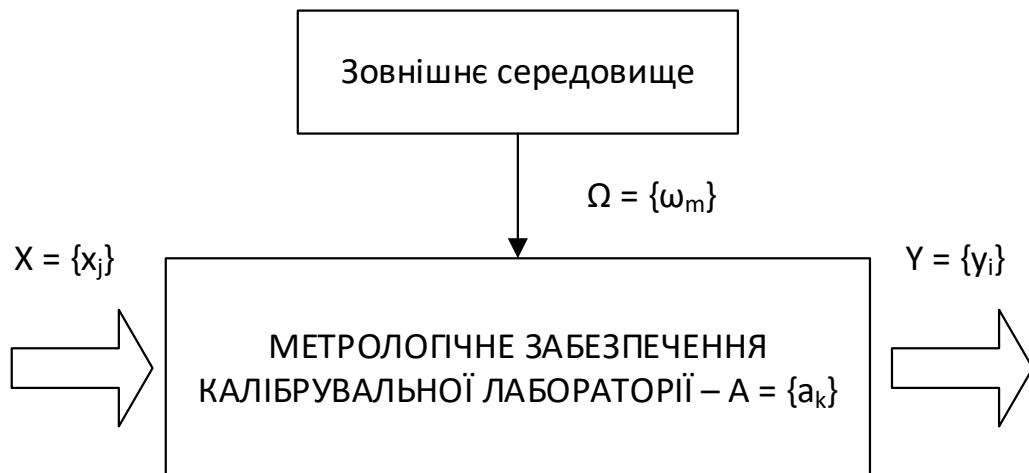 Зовнішнє середовище
Ω = {ωₘ}
X = {xⱼ}
Y = {yᵢ}
МЕТРОЛОГІЧНЕ ЗАБЕЗПЕЧЕННЯ
КАЛІБРУВАЛЬНОЇ ЛАБОРАТОРІЇ – A = {aₖ}